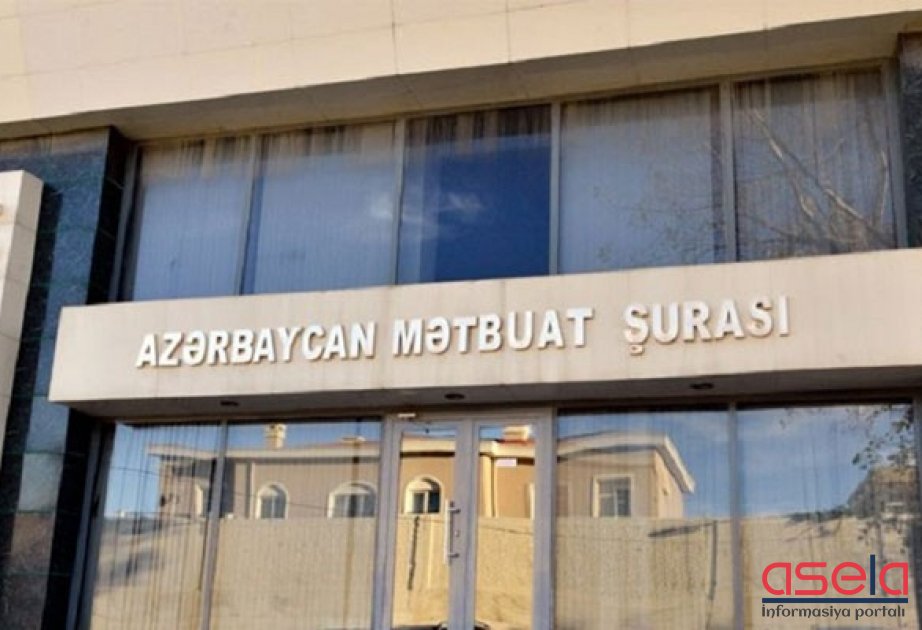 AZƏRBAYCAN MƏTBUAT ŞURASI
asela
İnformasiya portalı